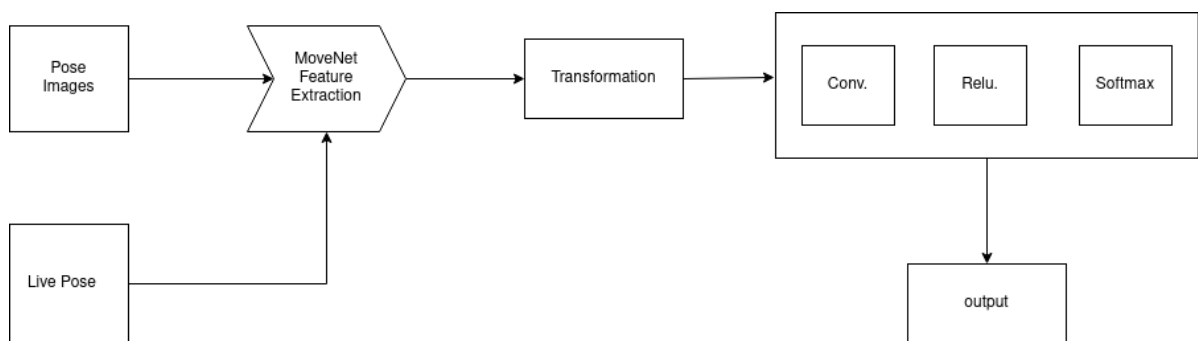 Pose
Images
MoveNet
Feature
Extraction
Transformation
Conv.
Relu.
Softmax
Live Pose
output